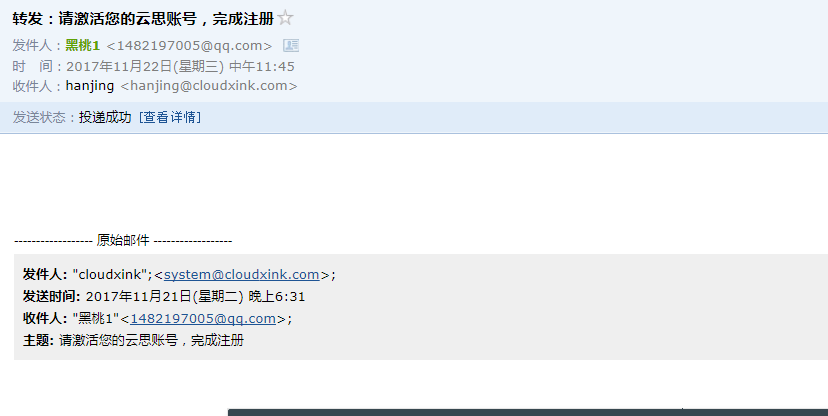 转发：请激活您的云思账号，完成注册
发件人：黑桃1 <1482197005@qq.com>
时　间：2017年11月22日(星期三) 中午11:45
收件人：hanjing <hanjing@cloudxink.com>
发送状态：投递成功 [查看详情]
------------------ 原始邮件 ------------------
发件人: "cloudxink";<system@cloudxink.com>;
发送时间: 2017年11月21日(星期二) 晚上6:31
收件人: "黑桃1"<1482197005@qq.com>;
主题: 请激活您的云思账号，完成注册